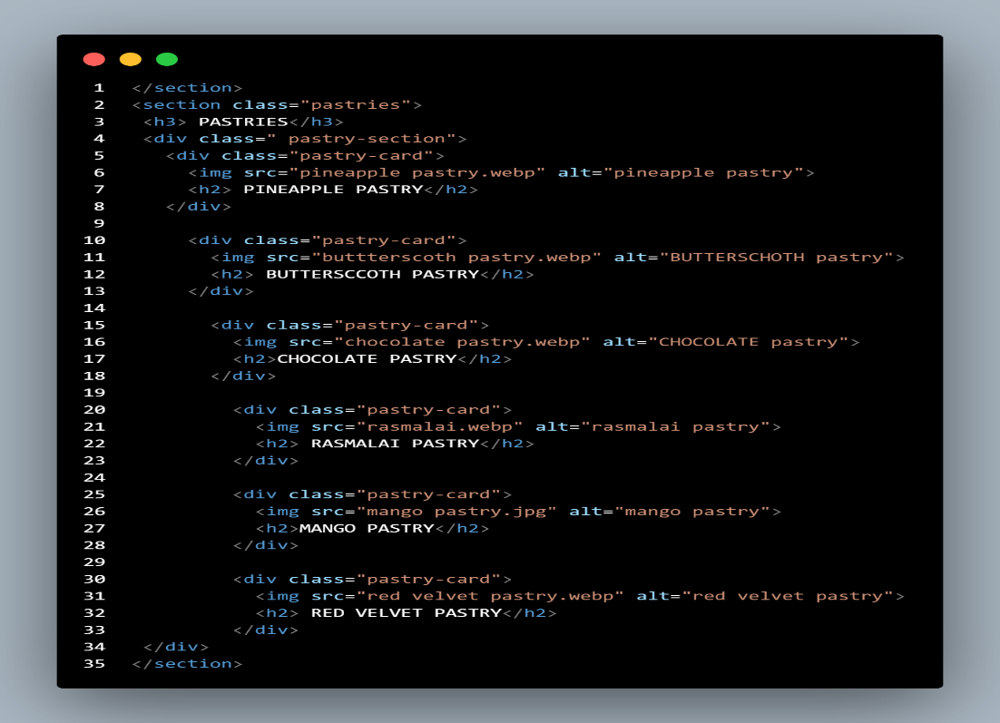 1 </section>
2 <section class="pastries">
3  <h3> PASTRIES</h3>
4  <div class=" pastry-section">
5    <div class="pastry-card">
6      <img src="pineapple pastry.webp" alt="pineapple pastry">
7      <h2> PINEAPPLE PASTRY</h2>
8    </div>
9
10      <div class="pastry-card">
11        <img src="buttterscoth pastry.webp" alt="BUTTERSCHOTH pastry">
12        <h2> BUTTERSCCOTH PASTRY</h2>
13      </div>
14
15        <div class="pastry-card">
16          <img src="chocolate pastry.webp" alt="CHOCOLATE pastry">
17          <h2>CHOCOLATE PASTRY</h2>
18        </div>
19
20          <div class="pastry-card">
21            <img src="rasmalai.webp" alt="rasmalai pastry">
22            <h2> RASMALAI PASTRY</h2>
23          </div>
24
25          <div class="pastry-card">
26            <img src="mango pastry.jpg" alt="mango pastry">
27            <h2>MANGO PASTRY</h2>
28          </div>
29
30          <div class="pastry-card">
31            <img src="red velvet pastry.webp" alt="red velvet pastry">
32            <h2> RED VELVET PASTRY</h2>
33          </div>
34  </div>
35 </section>